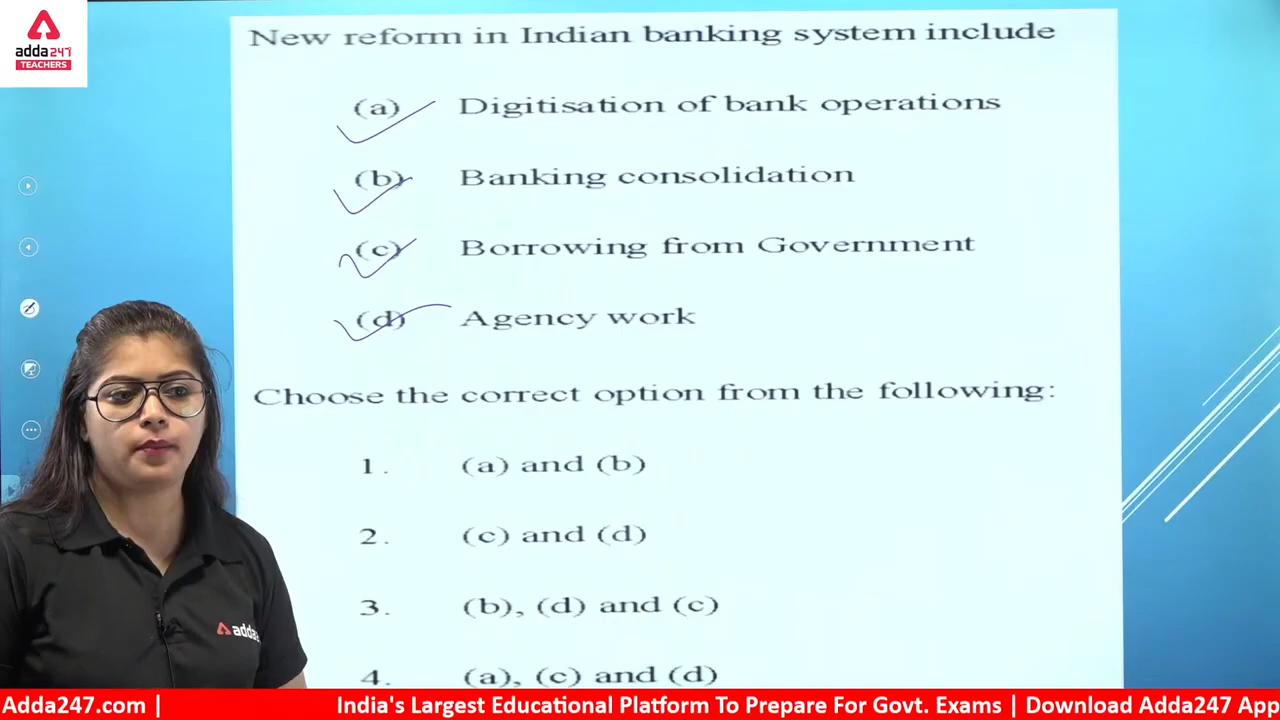 adda247
TEACHERS
New reform in Indian banking system include
(a) Digitisation of bank operations
(b) Banking consolidation
(c) Borrowing from Government
(d) Agency work
Choose the correct option from the following:
1. (a) and (b)
2. (c) and (d)
3. (b), (d) and (c)
4. (a), (c) and (d)
adda
Adda247.com | India's Largest Educational Platform To Prepare For Govt. Exams | Download Adda247 App